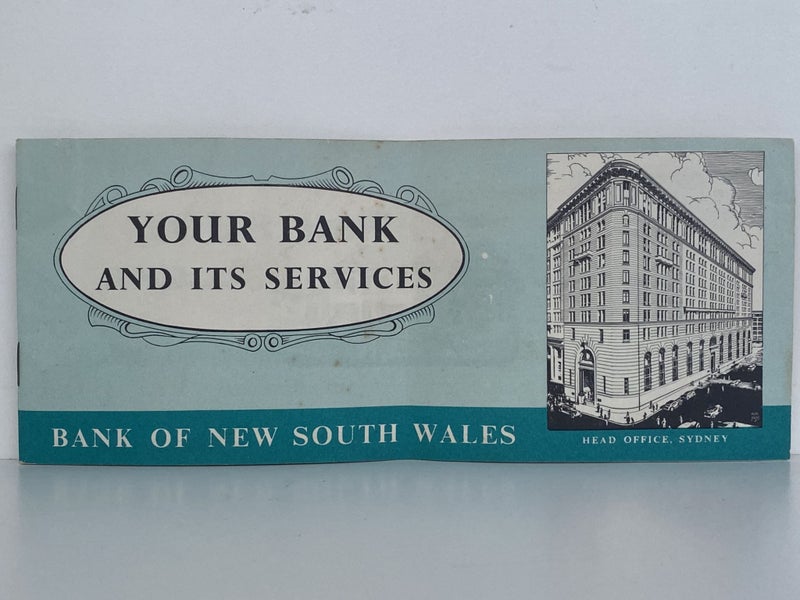 YOUR BANK
AND ITS SERVICES
BANK OF NEW SOUTH WALES
HEAD OFFICE, SYDNEY